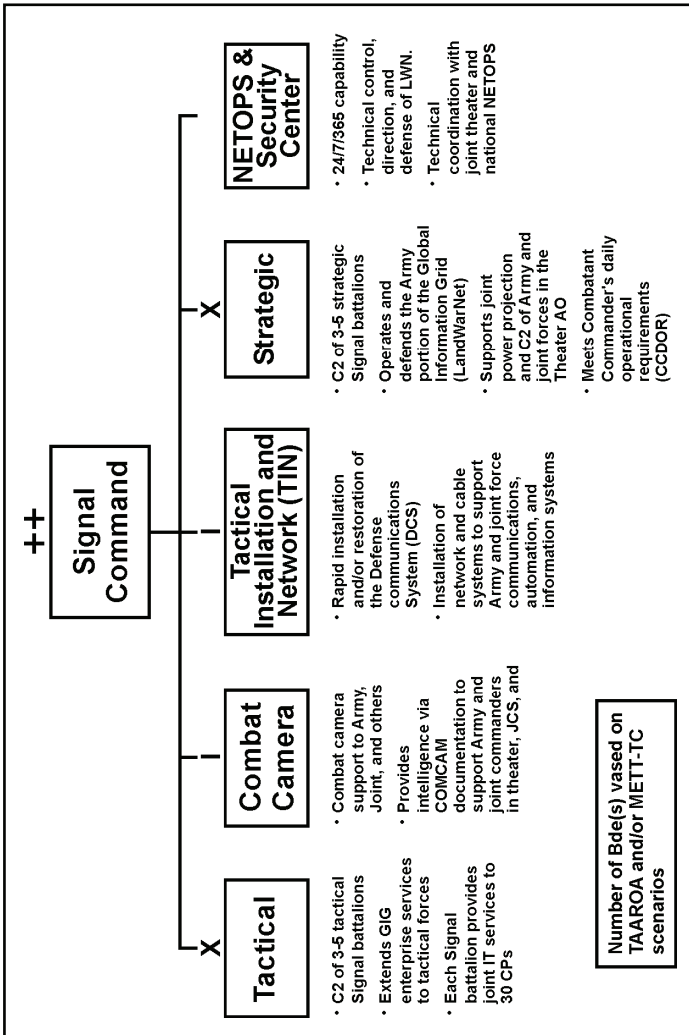 ++
Signal
Command
X
Tactical
• C2 of 3-5 tactical
Signal battalions
• Extends GIG
enterprise services
to tactical forces
• Each Signal
battalion provides
joint IT services to
30 CPs
I
Combat
Camera
• Combat camera
support to Army,
Joint, and others
• Provides
intelligence via
COMCAM
documentation to
support Army and
joint commanders
in theater, JCS, and
I
Tactical
Installation and
Network (TIN)
• Rapid installation
and/or restoration of
the Defense
communications
System (DCS)
• Installation of
network and cable
systems to support
Army and joint force
communications,
automation, and
information systems
X
Strategic
• C2 of 3-5 strategic
Signal battalions
• Operates and
defends the Army
portion of the Global
Information Grid
(LandWarNet)
• Supports joint
power projection
and C2 of Army and
joint forces in the
Theater AO
• Meets Combatant
Commander's daily
operational
requirements
(CCDOR)
NETOPS &
Security
Center
• 24/7/365 capability
• Technical control,
direction, and
defense of LWN.
• Technical
coordination with
joint theater and
national NETOPS
Number of Bde(s) vased on
TAAROA and/or METT-TC
scenarios